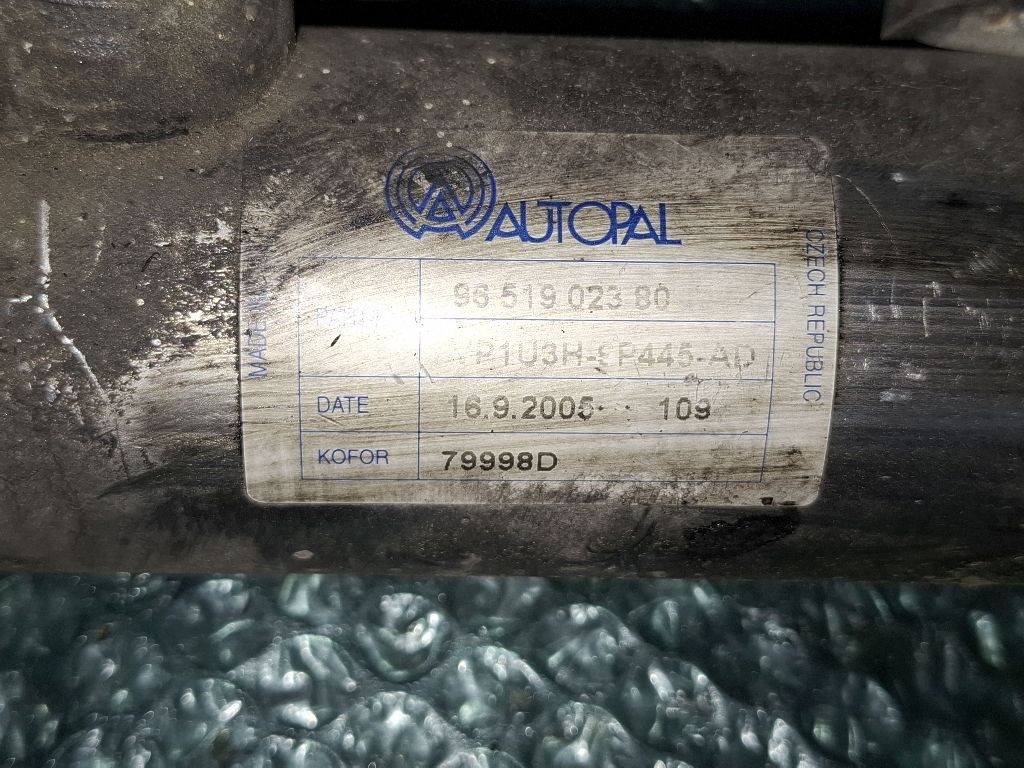 AUTOPAL
MADE IN
CZECH REPUBLIC
96 519 023 80
DATE 16.9.2005 109
KOFOR 79998D